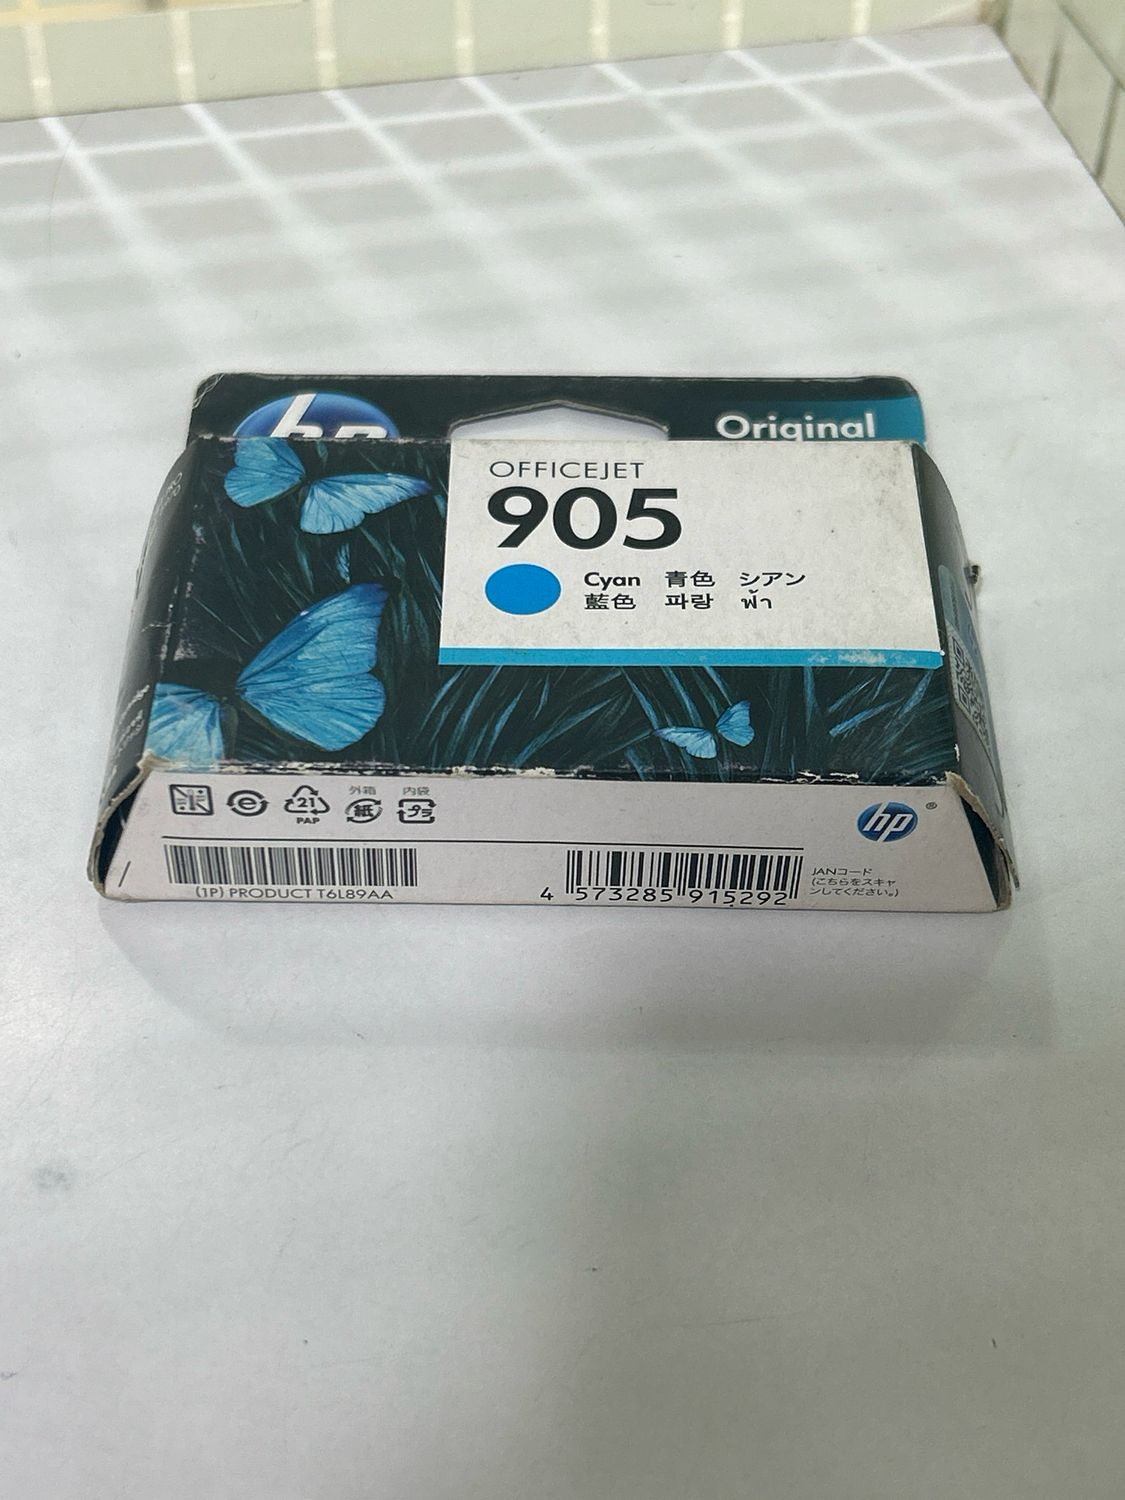 hp
Original
OFFICEJET
905
Cyan 青色 シアン
藍色 파랑 ฟ้า
外箱 内袋
21 紙 プラ
PAP
hp ®
(1P) PRODUCT T6L89AA
4 573285 915292
JANコード
(こちらをスキャ
ンしてください。)